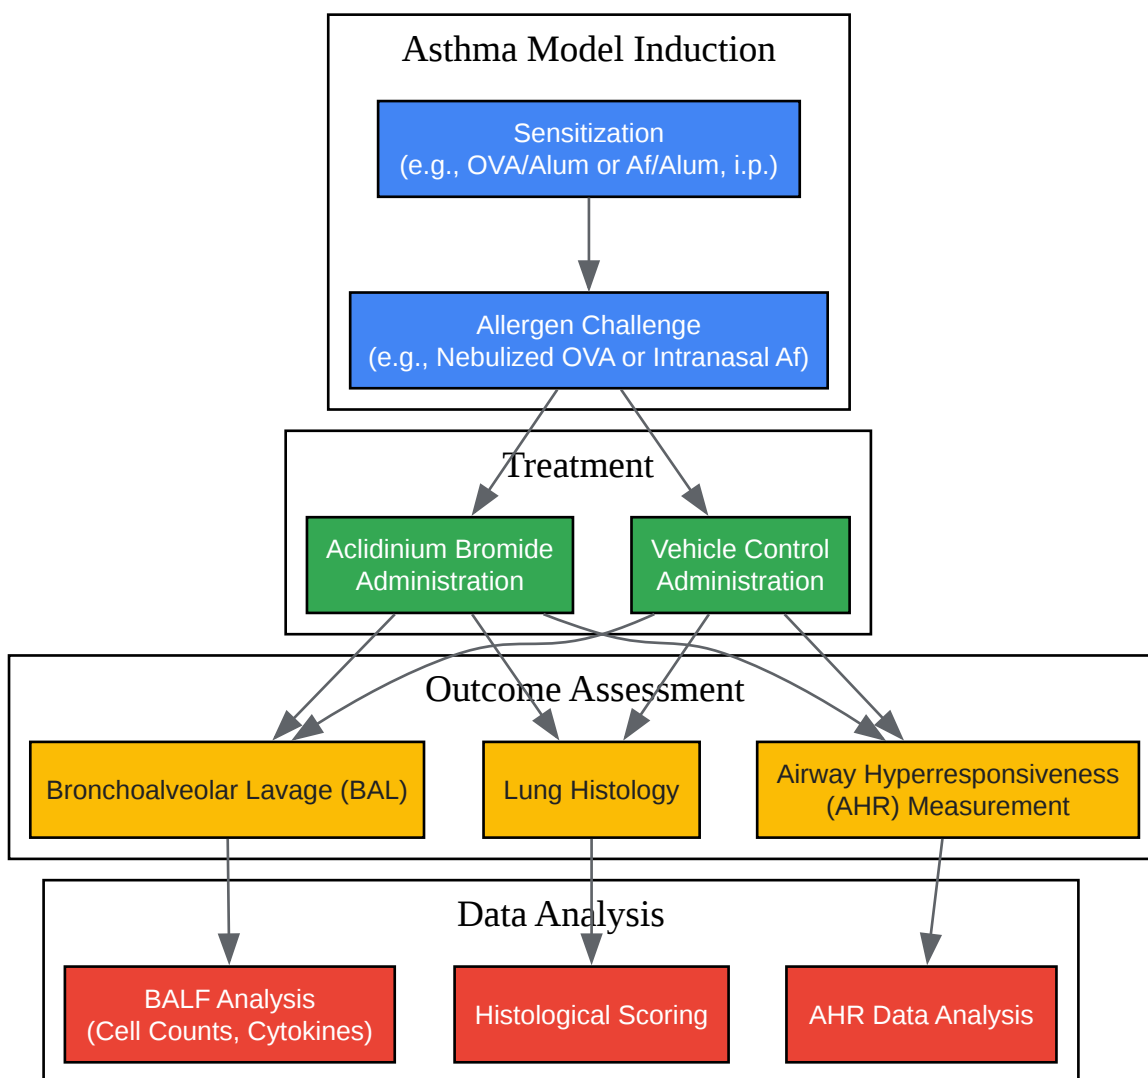 Asthma Model Induction
Sensitization
(e.g., OVA/Alum or Af/Alum, i.p.)
Allergen Challenge
(e.g., Nebulized OVA or Intranasal Af)
Treatment
Aclidinium Bromide
Administration
Vehicle Control
Administration
Outcome Assessment
Bronchoalveolar Lavage (BAL)
Lung Histology
Airway Hyperresponsiveness
(AHR) Measurement
Data Analysis
BALF Analysis
(Cell Counts, Cytokines)
Histological Scoring
AHR Data Analysis